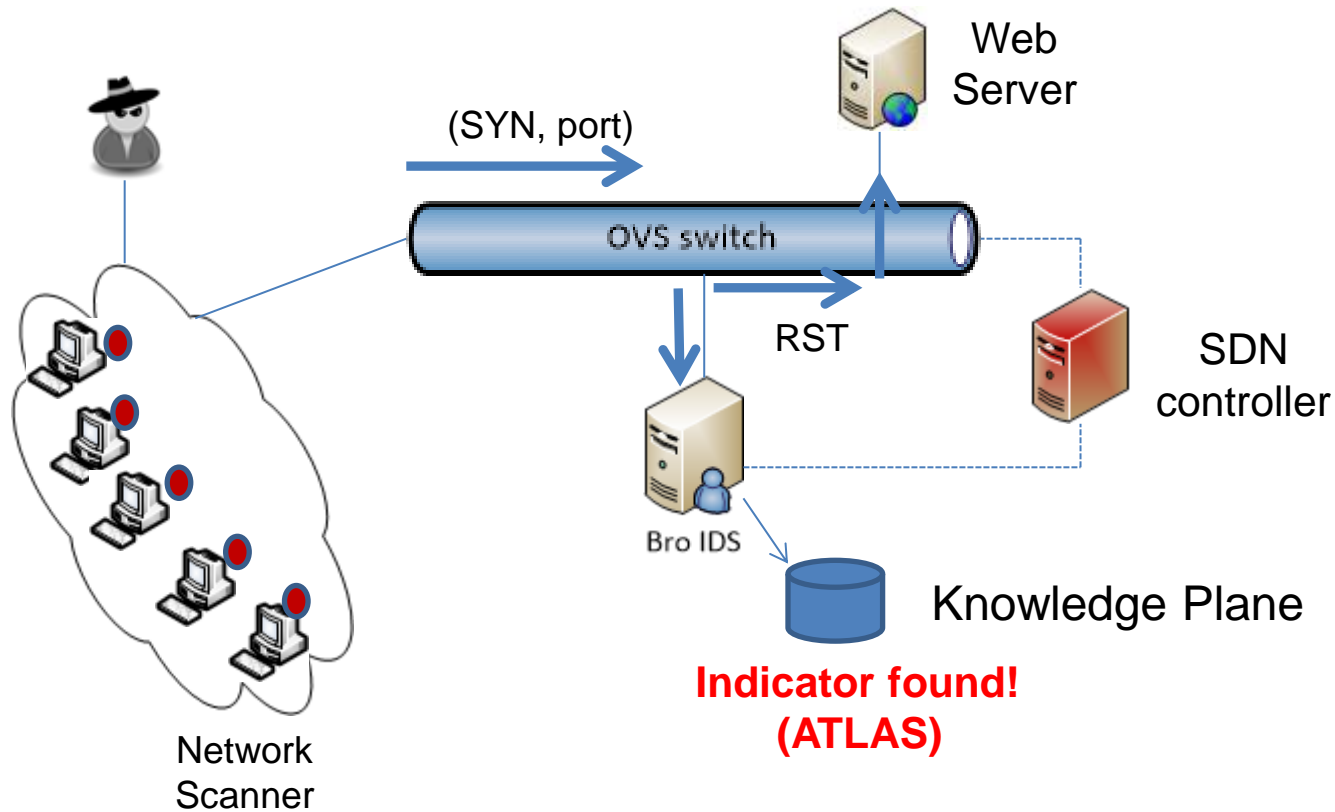 Web
Server
(SYN, port)
OVS switch
RST
SDN
controller
Bro IDS
Knowledge Plane
Indicator found!
(ATLAS)
Network
Scanner